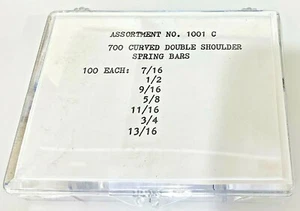 ASSORTMENT NO. 1001 C
700 CURVED DOUBLE SHOULDER
SPRING BARS
100 EACH: 7/16
1/2
9/16
5/8
11/16
3/4
13/16